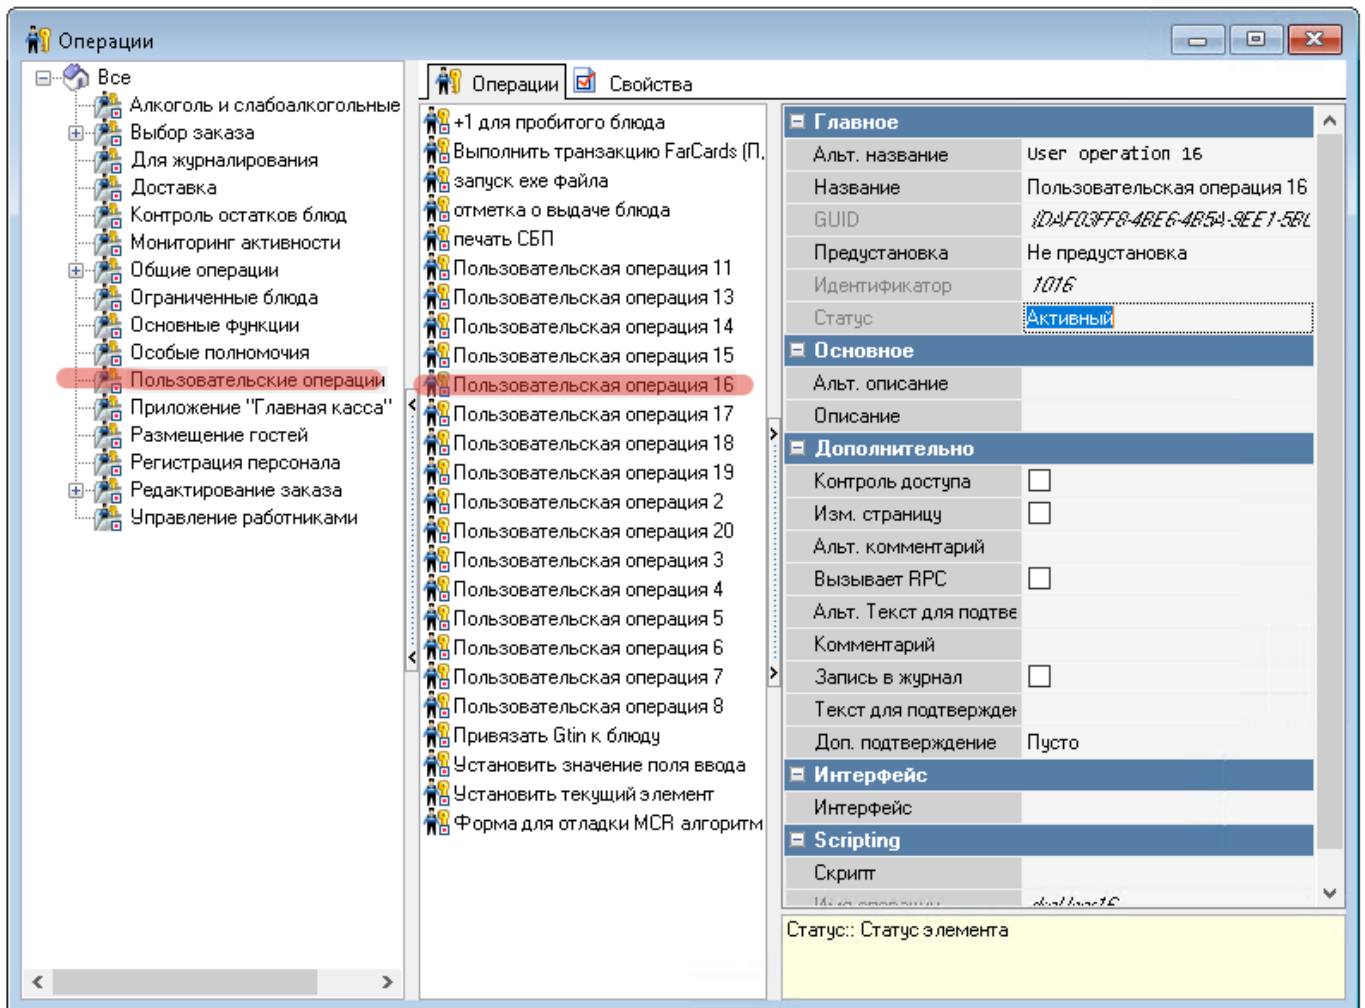 Операции
Все
Алкоголь и слабоалкогольные
Выбор заказа
Для журналирования
Доставка
Контроль остатков блюд
Мониторинг активности
Общие операции
Ограниченные блюда
Основные функции
Особые полномочия
Пользовательские операции
Приложение "Главная касса"
Размещение гостей
Регистрация персонала
Редактирование заказа
Управление работниками
Операции
Свойства
+1 для пробитого блюда
Выполнить транзакцию FarCards (П,
запуск exe файла
отметка о выдаче блюда
печать СБП
Пользовательская операция 11
Пользовательская операция 13
Пользовательская операция 14
Пользовательская операция 15
Пользовательская операция 16
Пользовательская операция 17
Пользовательская операция 18
Пользовательская операция 19
Пользовательская операция 2
Пользовательская операция 20
Пользовательская операция 3
Пользовательская операция 4
Пользовательская операция 5
Пользовательская операция 6
Пользовательская операция 7
Пользовательская операция 8
Привязать Gtin к блюду
Установить значение поля ввода
Установить текущий элемент
Форма для отладки MCR алгоритм
Главное
Альт. название User operation 16
Название Пользовательская операция 16
GUID
Предустановка Не предустановка
Идентификатор 1016
Статус Активный
Основное
Альт. описание
Описание
Дополнительно
Контроль доступа
Изм. страницу
Альт. комментарий
Вызывает RPC
Альт. Текст для подтве
Комментарий
Запись в журнал
Текст для подтвержден
Доп. подтверждение Пусто
Интерфейс
Интерфейс
Scripting
Скрипт
Статус:: Статус элемента